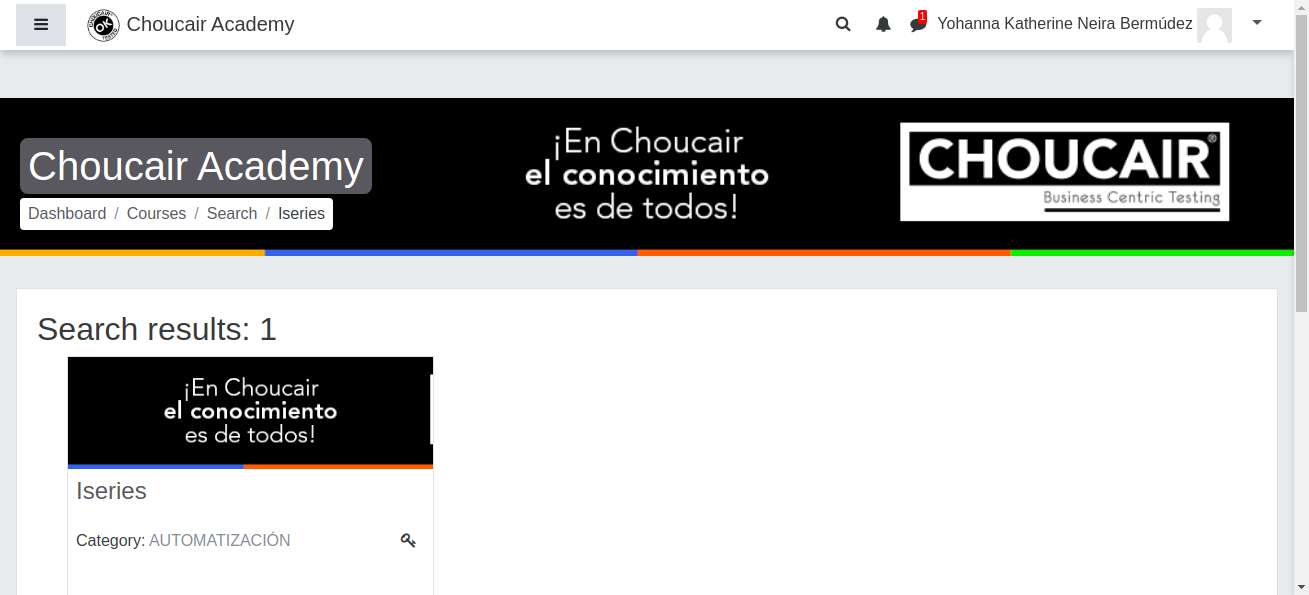 Choucair Academy
1
Yohanna Katherine Neira Bermúdez
Choucair Academy
Dashboard / Courses / Search / Iseries
¡En Choucair
el conocimiento
es de todos!
CHOUCAIR®
Business Centric Testing
Search results: 1
¡En Choucair
el conocimiento
es de todos!
Iseries
Category: AUTOMATIZACIÓN